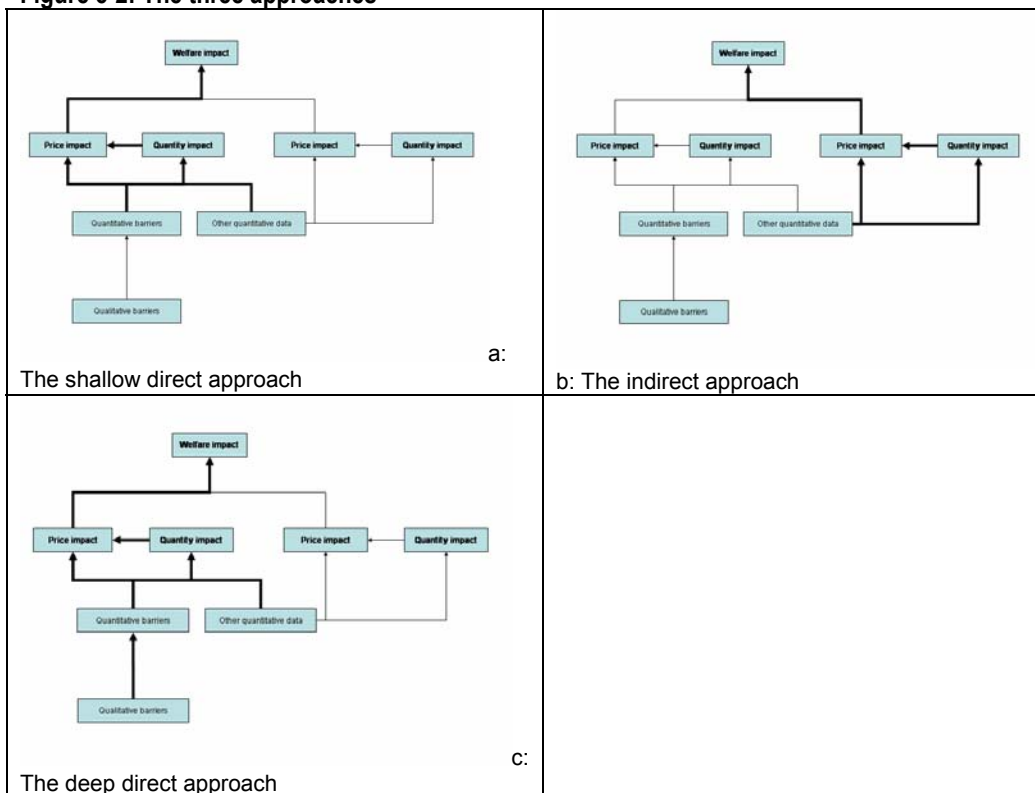 Figure 3-2: The three approaches
Welfare impact
Price impact Quantity impact Price impact Quantity impact
Quantitative barriers Other quantitative data
Qualitative barriers
a:
The shallow direct approach
Welfare impact
Price impact Quantity impact Price impact Quantity impact
Quantitative barriers Other quantitative data
Qualitative barriers
b: The indirect approach
Welfare impact
Price impact Quantity impact Price impact Quantity impact
Quantitative barriers Other quantitative data
Qualitative barriers
c:
The deep direct approach